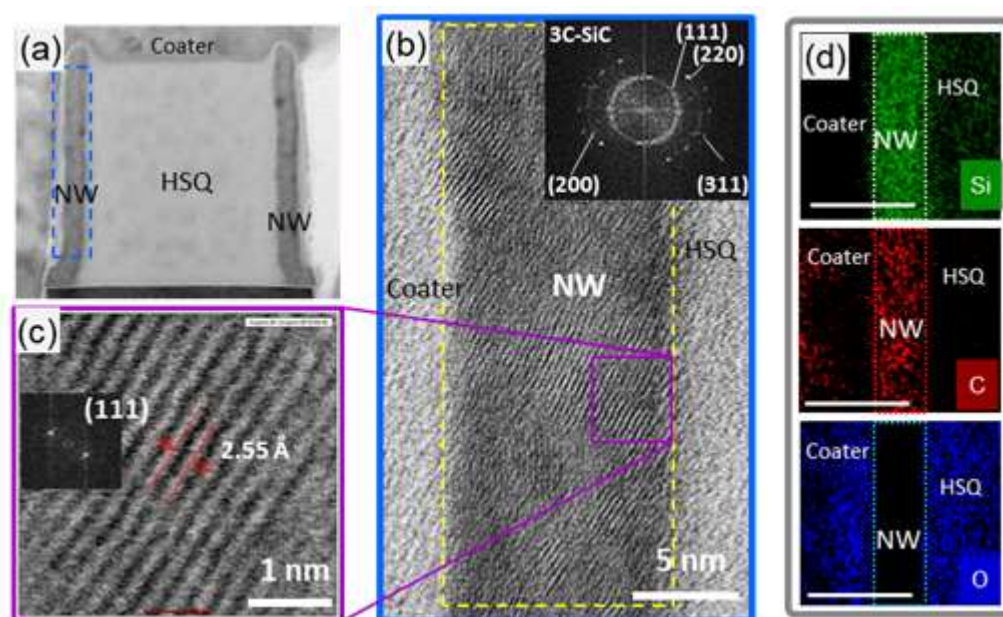 (a)
Coater
NW
HSQ
NW
(b)
3C-SiC
(111)
(220)
(200)
(311)
Coater
NW
HSQ
5 nm
(c)
(111)
2.55 Å
1 nm
(d)
Coater
NW
HSQ
Si
Coater
HSQ
NW
C
Coater
HSQ
NW
O